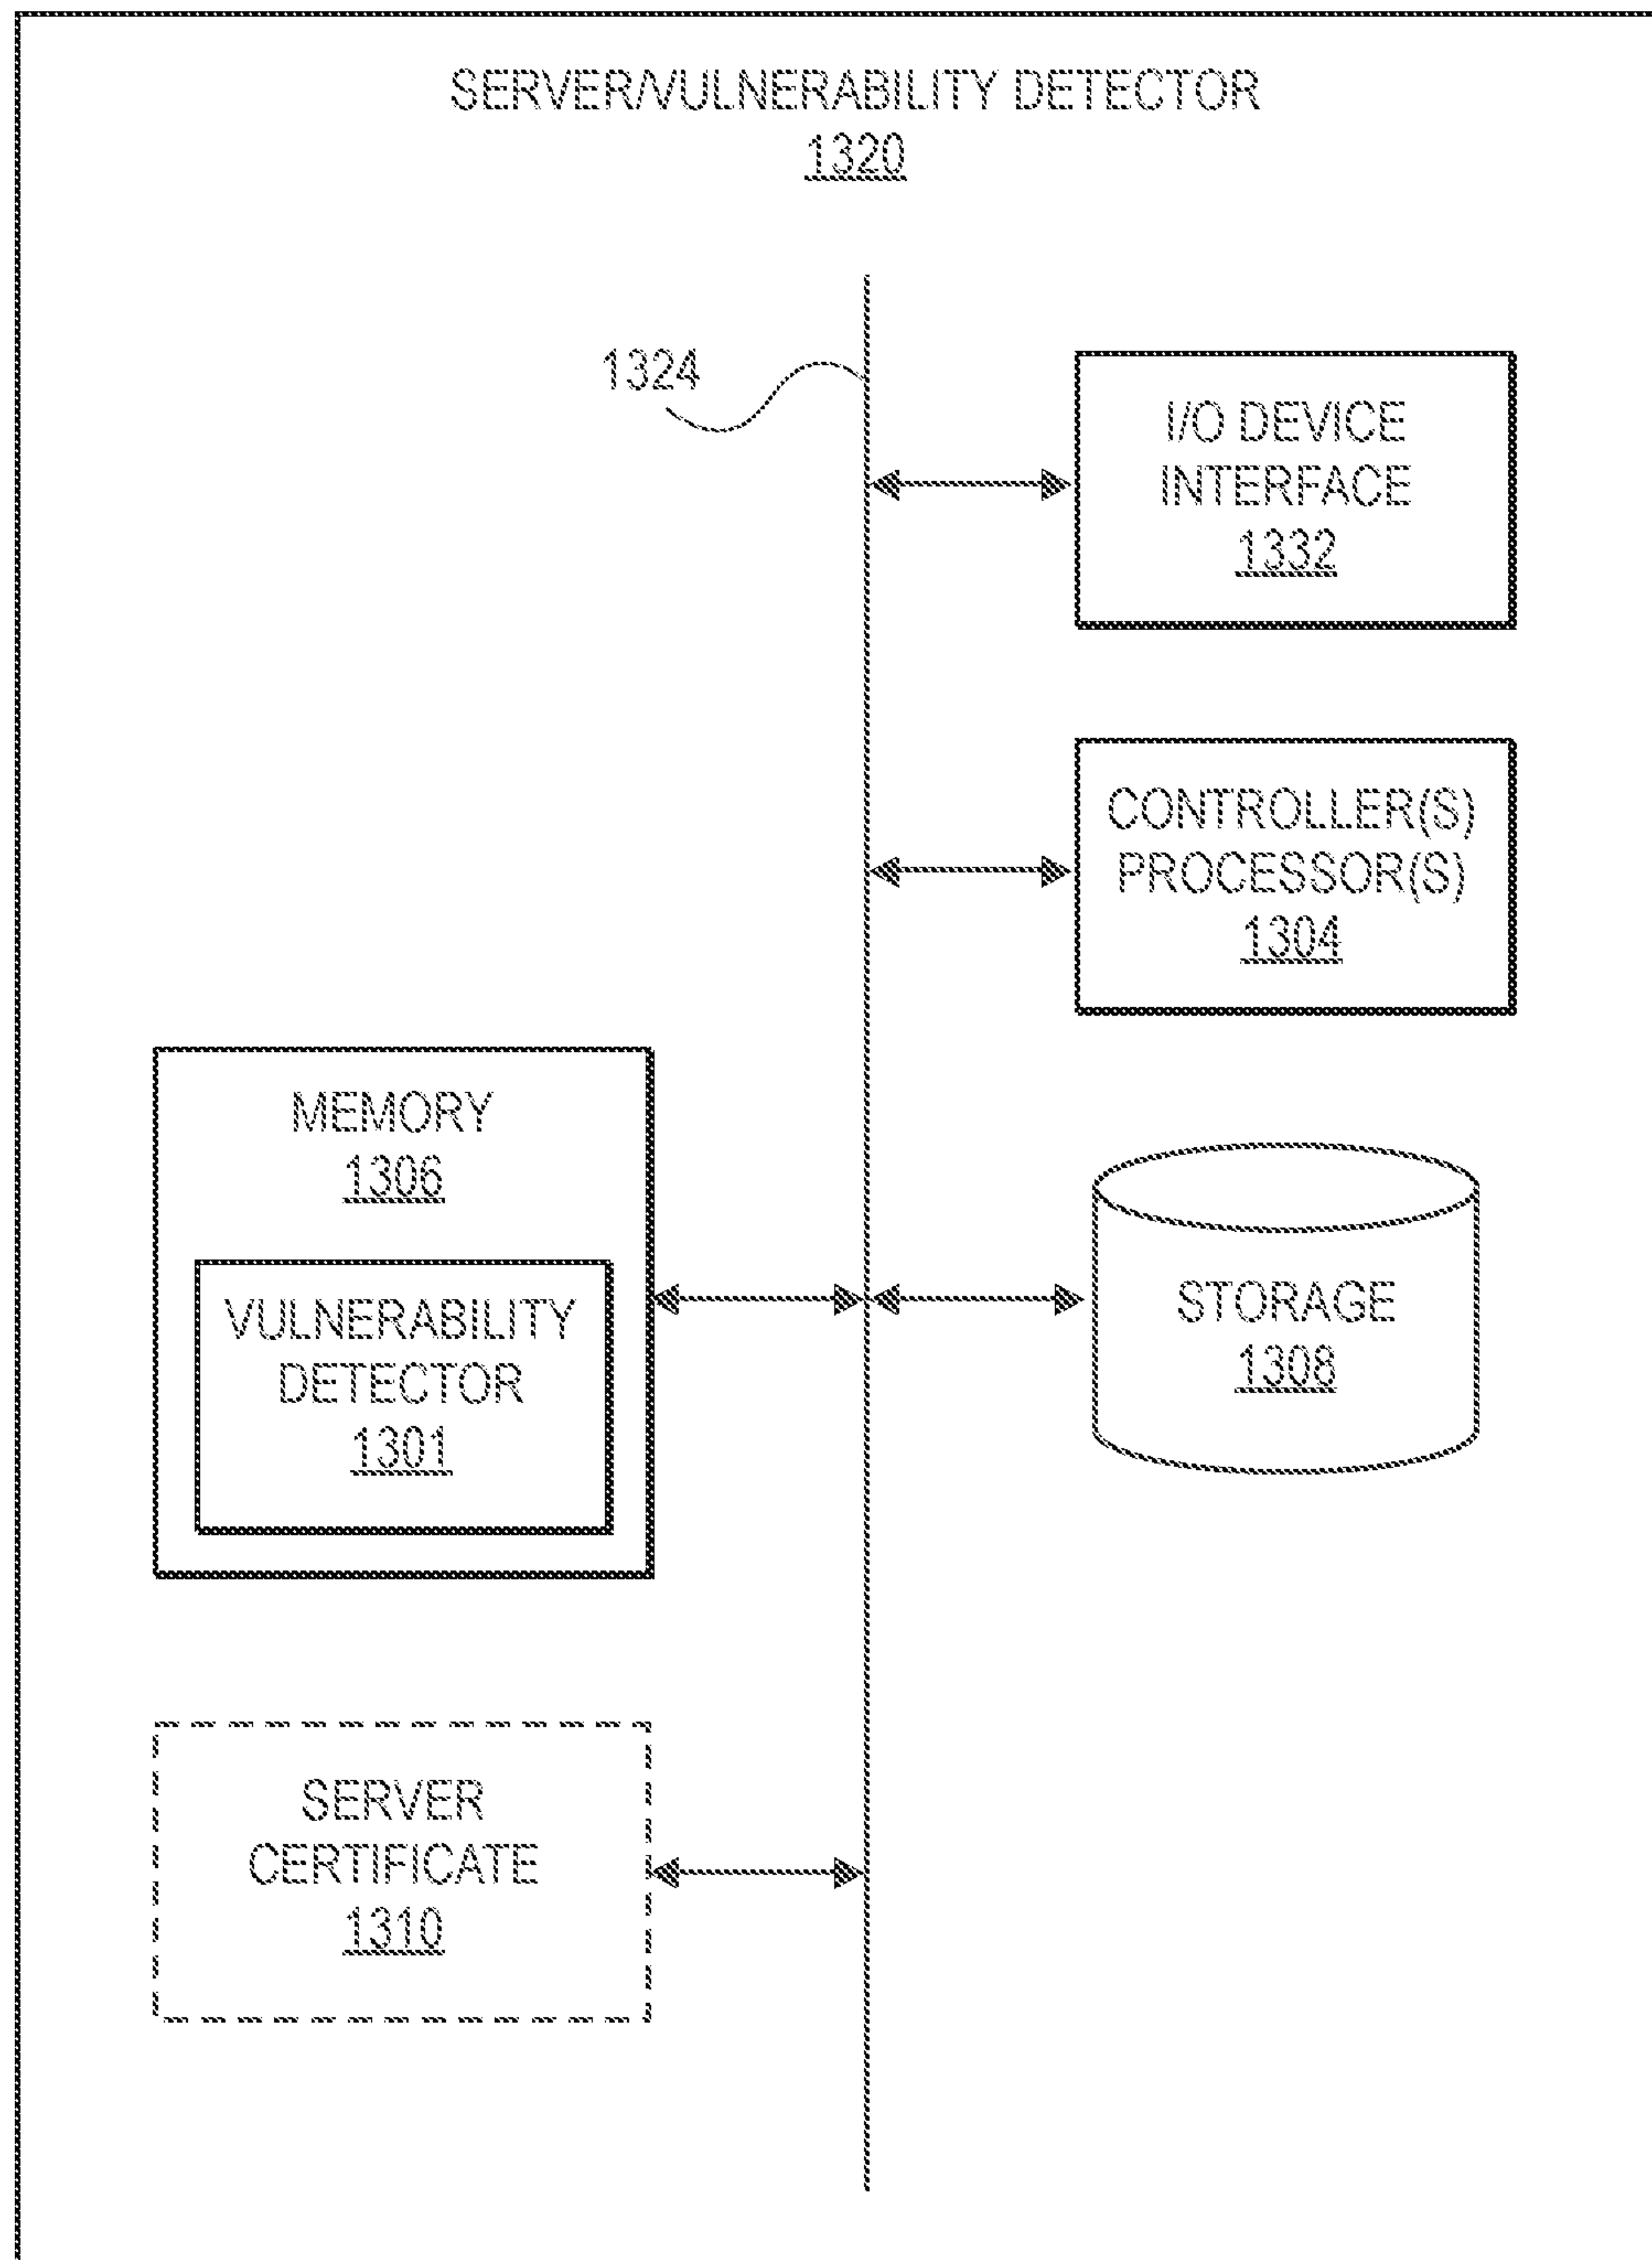 SERVER/VULNERABILITY DETECTOR
1320
1324
I/O DEVICE
INTERFACE
1332
CONTROLLER(S)
PROCESSOR(S)
1304
MEMORY
1306
VULNERABILITY
DETECTOR
1301
STORAGE
1308
SERVER
CERTIFICATE
1310